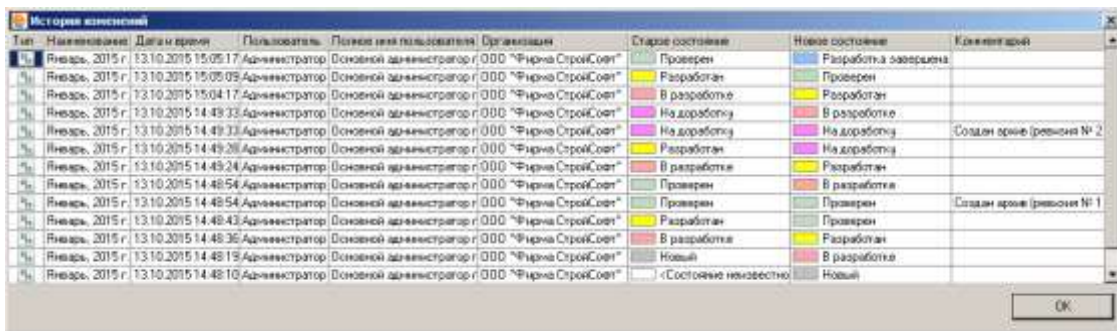 История изменений
Тип Наименование Дата и время Пользователь Полное имя пользователя Организация Старое состояние Новое состояние Комментарий
Январь, 2015 г. 13.10.2015 15:05:17 Администратор Основной администратор г ООО "Фирма СтройСофт" Проверен Разработка завершена
Январь, 2015 г. 13.10.2015 15:05:09 Администратор Основной администратор г ООО "Фирма СтройСофт" Разработан Проверен
Январь, 2015 г. 13.10.2015 15:04:17 Администратор Основной администратор г ООО "Фирма СтройСофт" В разработке Разработан
Январь, 2015 г. 13.10.2015 14:49:33 Администратор Основной администратор г ООО "Фирма СтройСофт" На доработку В разработке
Январь, 2015 г. 13.10.2015 14:49:33 Администратор Основной администратор г ООО "Фирма СтройСофт" На доработку На доработку Создан архив (ревизия № 2
Январь, 2015 г. 13.10.2015 14:49:28 Администратор Основной администратор г ООО "Фирма СтройСофт" Разработан На доработку
Январь, 2015 г. 13.10.2015 14:49:24 Администратор Основной администратор г ООО "Фирма СтройСофт" В разработке Разработан
Январь, 2015 г. 13.10.2015 14:48:54 Администратор Основной администратор г ООО "Фирма СтройСофт" Проверен В разработке
Январь, 2015 г. 13.10.2015 14:48:54 Администратор Основной администратор г ООО "Фирма СтройСофт" Проверен Проверен Создан архив (ревизия № 1
Январь, 2015 г. 13.10.2015 14:48:43 Администратор Основной администратор г ООО "Фирма СтройСофт" Разработан Проверен
Январь, 2015 г. 13.10.2015 14:48:36 Администратор Основной администратор г ООО "Фирма СтройСофт" В разработке Разработан
Январь, 2015 г. 13.10.2015 14:48:19 Администратор Основной администратор г ООО "Фирма СтройСофт" Новый В разработке
Январь, 2015 г. 13.10.2015 14:48:10 Администратор Основной администратор г ООО "Фирма СтройСофт" <Состояние неизвестно Новый
OK